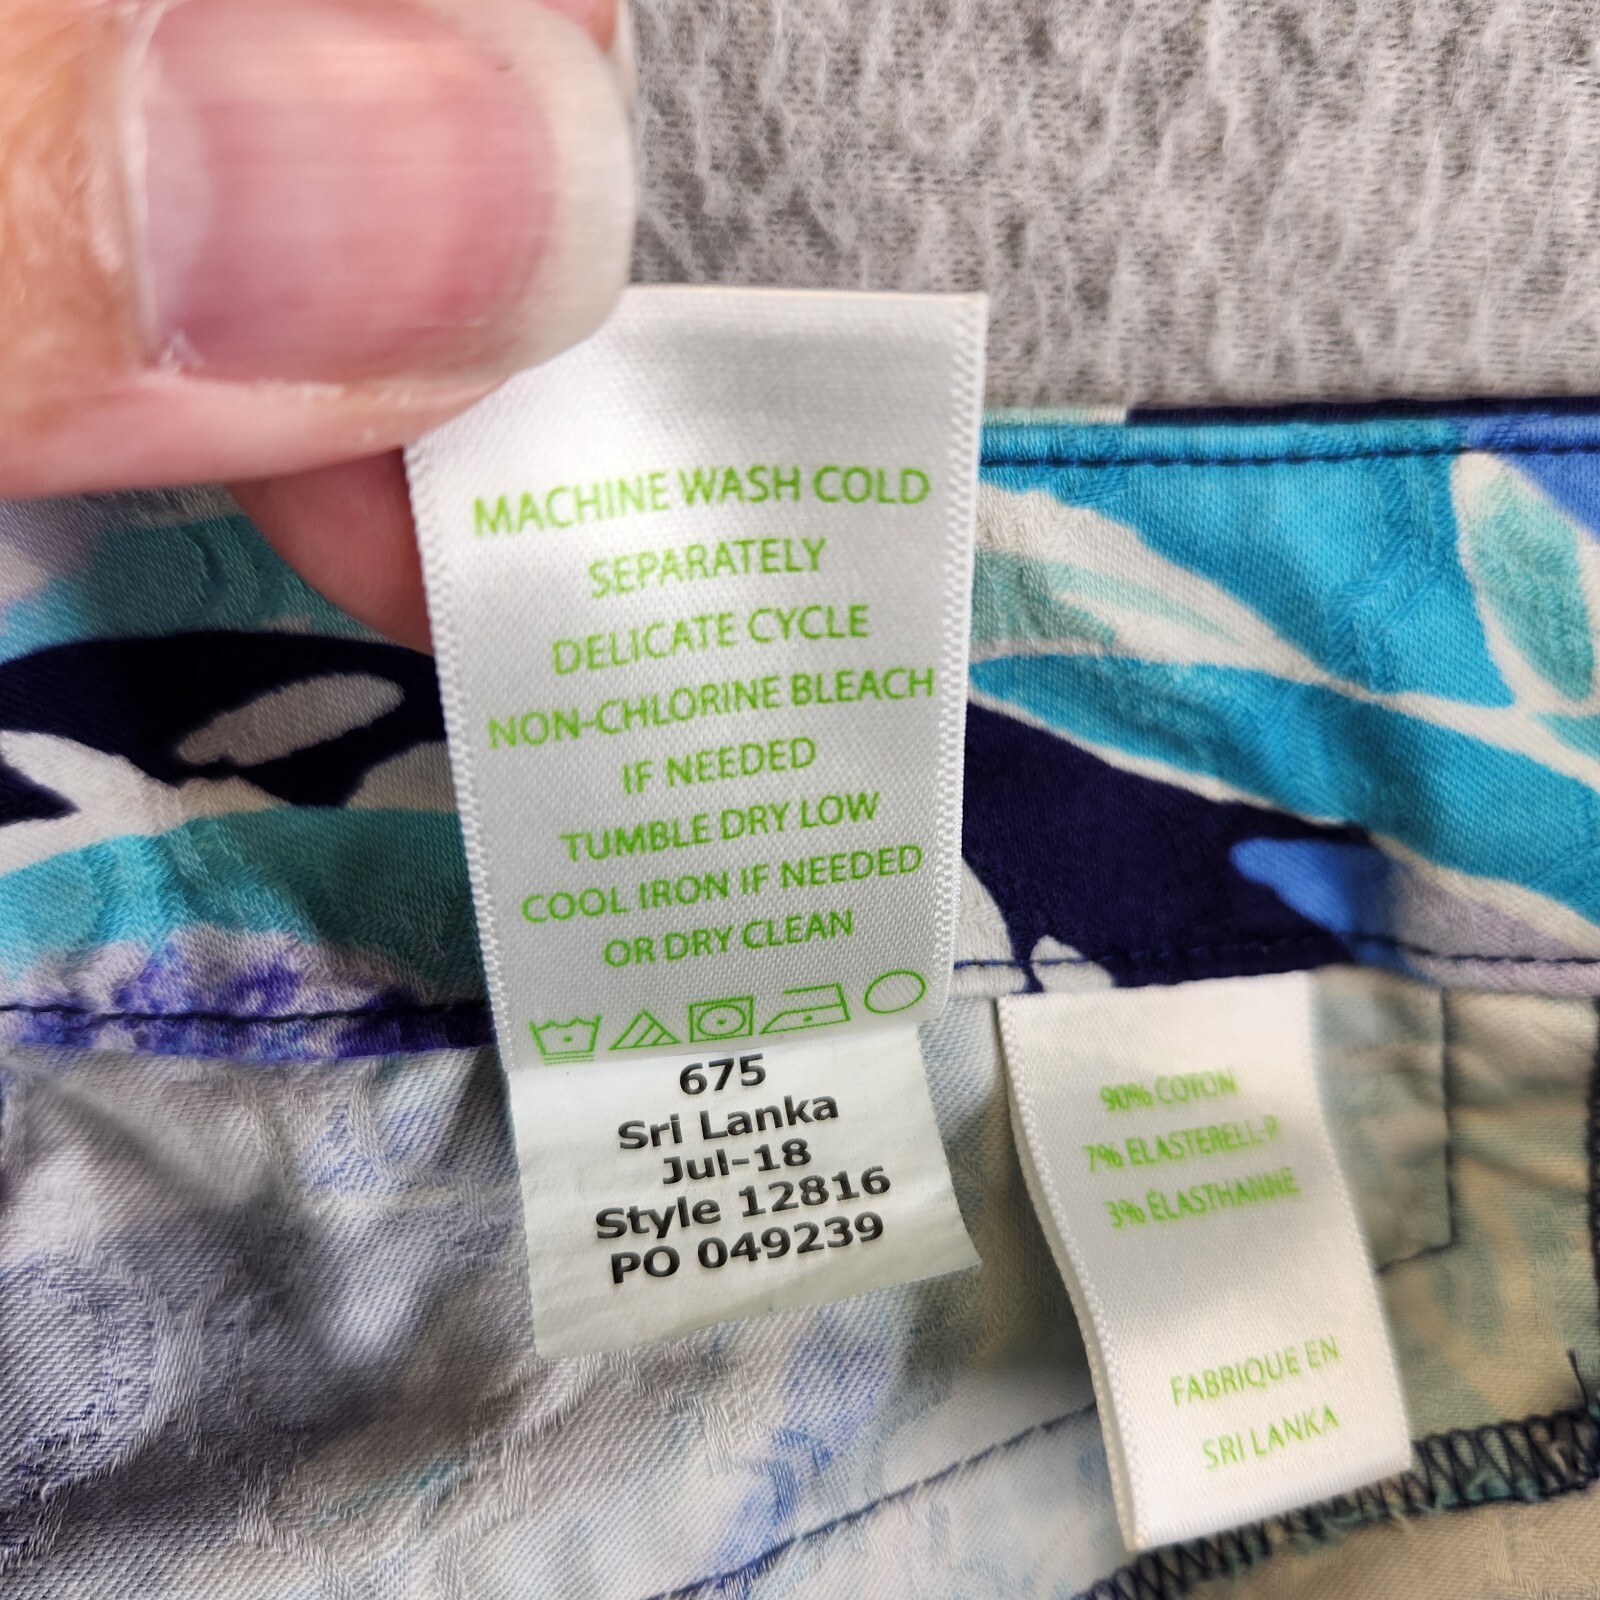 MACHINE WASH COLD
SEPARATELY
DELICATE CYCLE
NON-CHLORINE BLEACH
IF NEEDED
TUMBLE DRY LOW
COOL IRON IF NEEDED
OR DRY CLEAN
675
Sri Lanka
Jul-18
Style 12816
PO 049239
90% COTON
7% ELASTERELL-P
3% ÉLASTHANNE
FABRIQUE EN
SRI LANKA